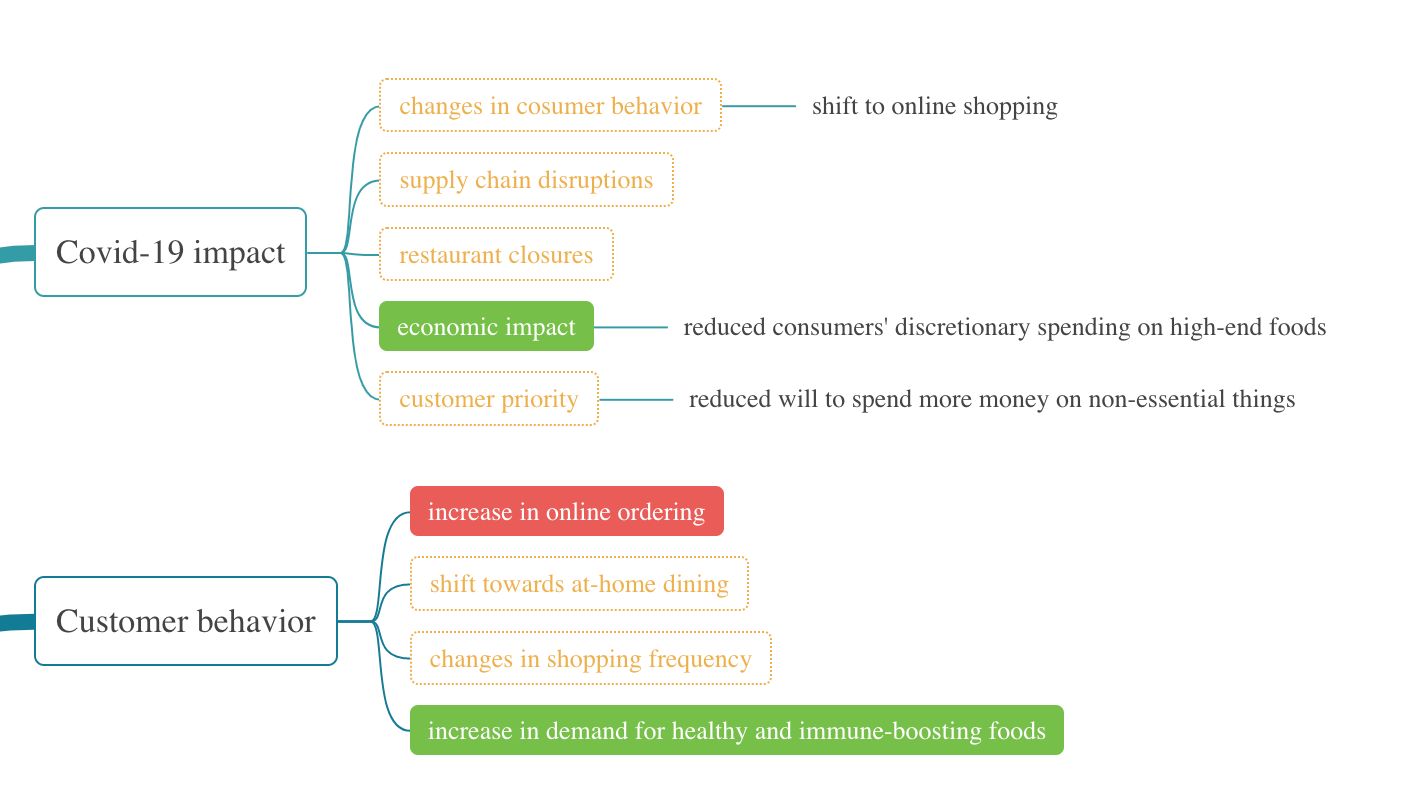 changes in cosumer behavior
shift to online shopping
supply chain disruptions
Covid-19 impact
restaurant closures
economic impact
reduced consumers' discretionary spending on high-end foods
customer priority
reduced will to spend more money on non-essential things
increase in online ordering
shift towards at-home dining
Customer behavior
changes in shopping frequency
increase in demand for healthy and immune-boosting foods